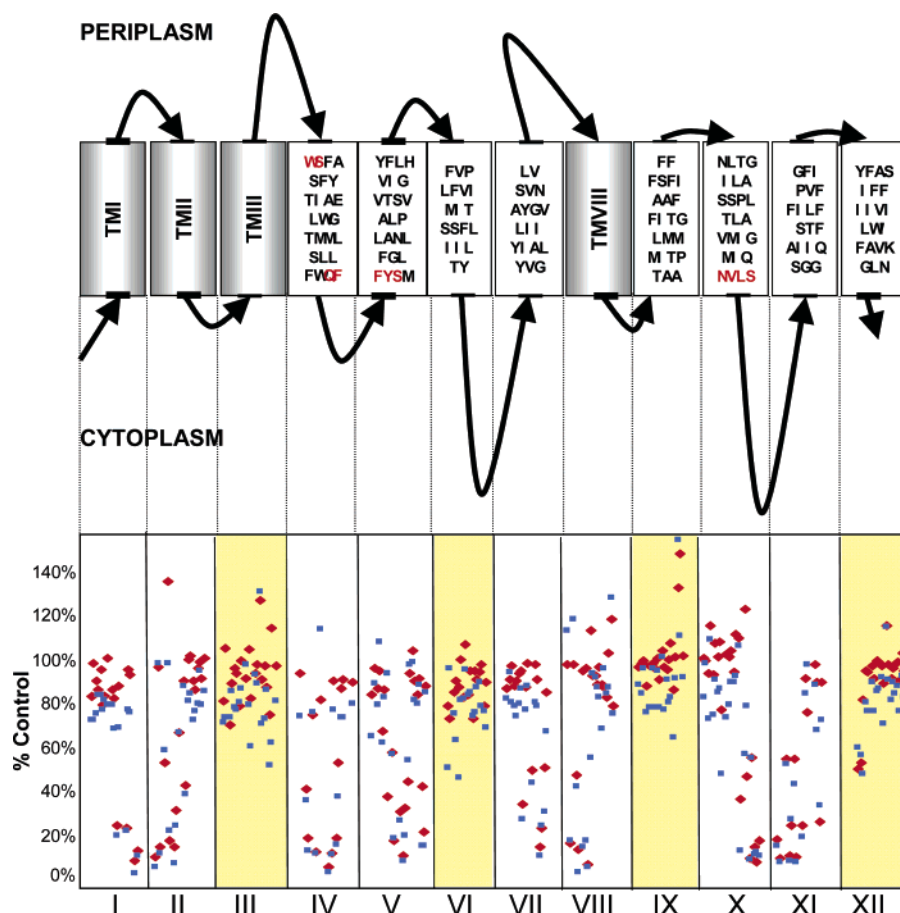 PERIPLASM
TMI
TMII
TMIII
WSFA
SFY
TI AE
LWG
TMML
SLL
FWQF
YFLH
VI G
VTSV
ALP
LANL
FGL
FYSM
FVP
LFVI
M T
SSFL
II L
TY
LV
SVN
AYGV
LI I
YI AL
YVG
TMVIII
FF
FSFI
AAF
FI TG
LMM
M TP
TAA
NLTG
I LA
SSPL
TLA
VM G
M Q
NVLS
GFI
PVF
FI LF
STF
AI I Q
SGG
YFAS
I FF
I I VI
LW
FAVK
GLN
CYTOPLASM
% Control
140%
120%
100%
80%
60%
40%
20%
0%
I II III IV V VI VII VIII IX X XI XII